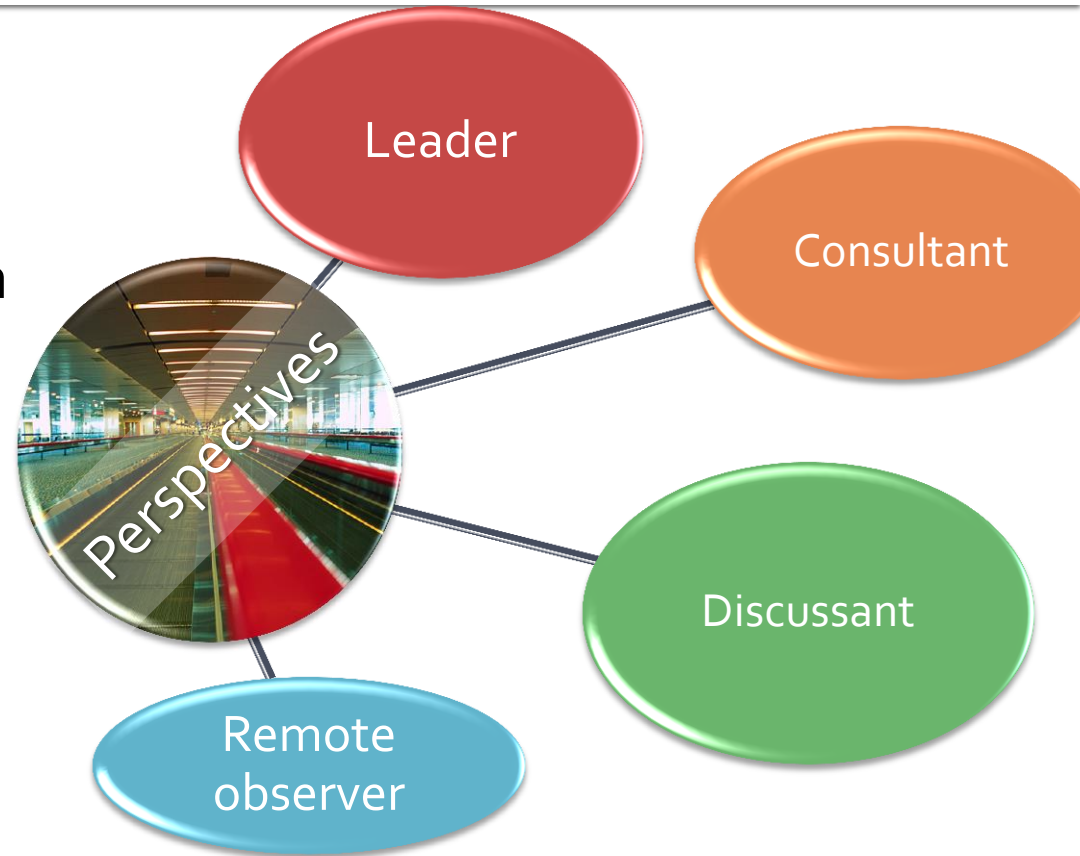 Leader
Consultant
Perspectives
Discussant
Remote
observer